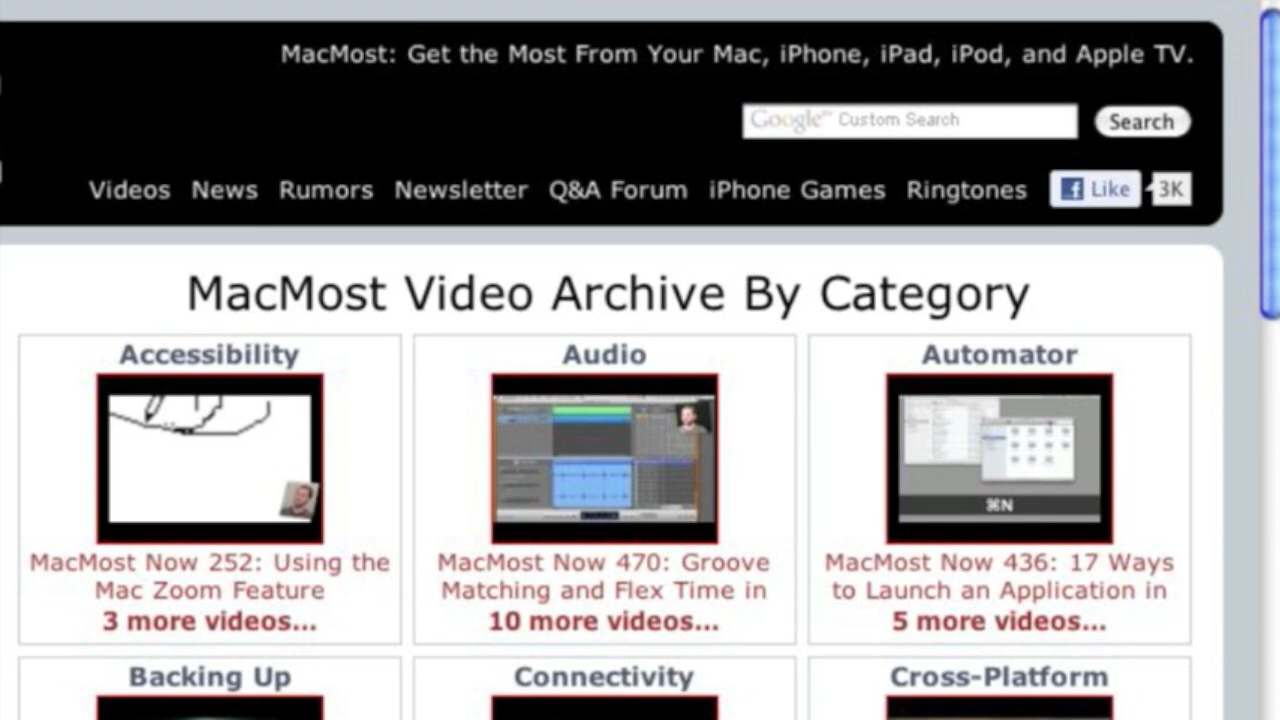 MacMost: Get the Most From Your Mac, iPhone, iPad, iPod, and Apple TV.
Google™ Custom Search
Search
Videos News Rumors Newsletter Q&A Forum iPhone Games Ringtones Like 3K
MacMost Video Archive By Category
Accessibility Audio Automator
⌘N
MacMost Now 252: Using the MacMost Now 470: Groove MacMost Now 436: 17 Ways
Mac Zoom Feature Matching and Flex Time in to Launch an Application in
3 more videos... 10 more videos... 5 more videos...
Backing Up Connectivity Cross-Platform